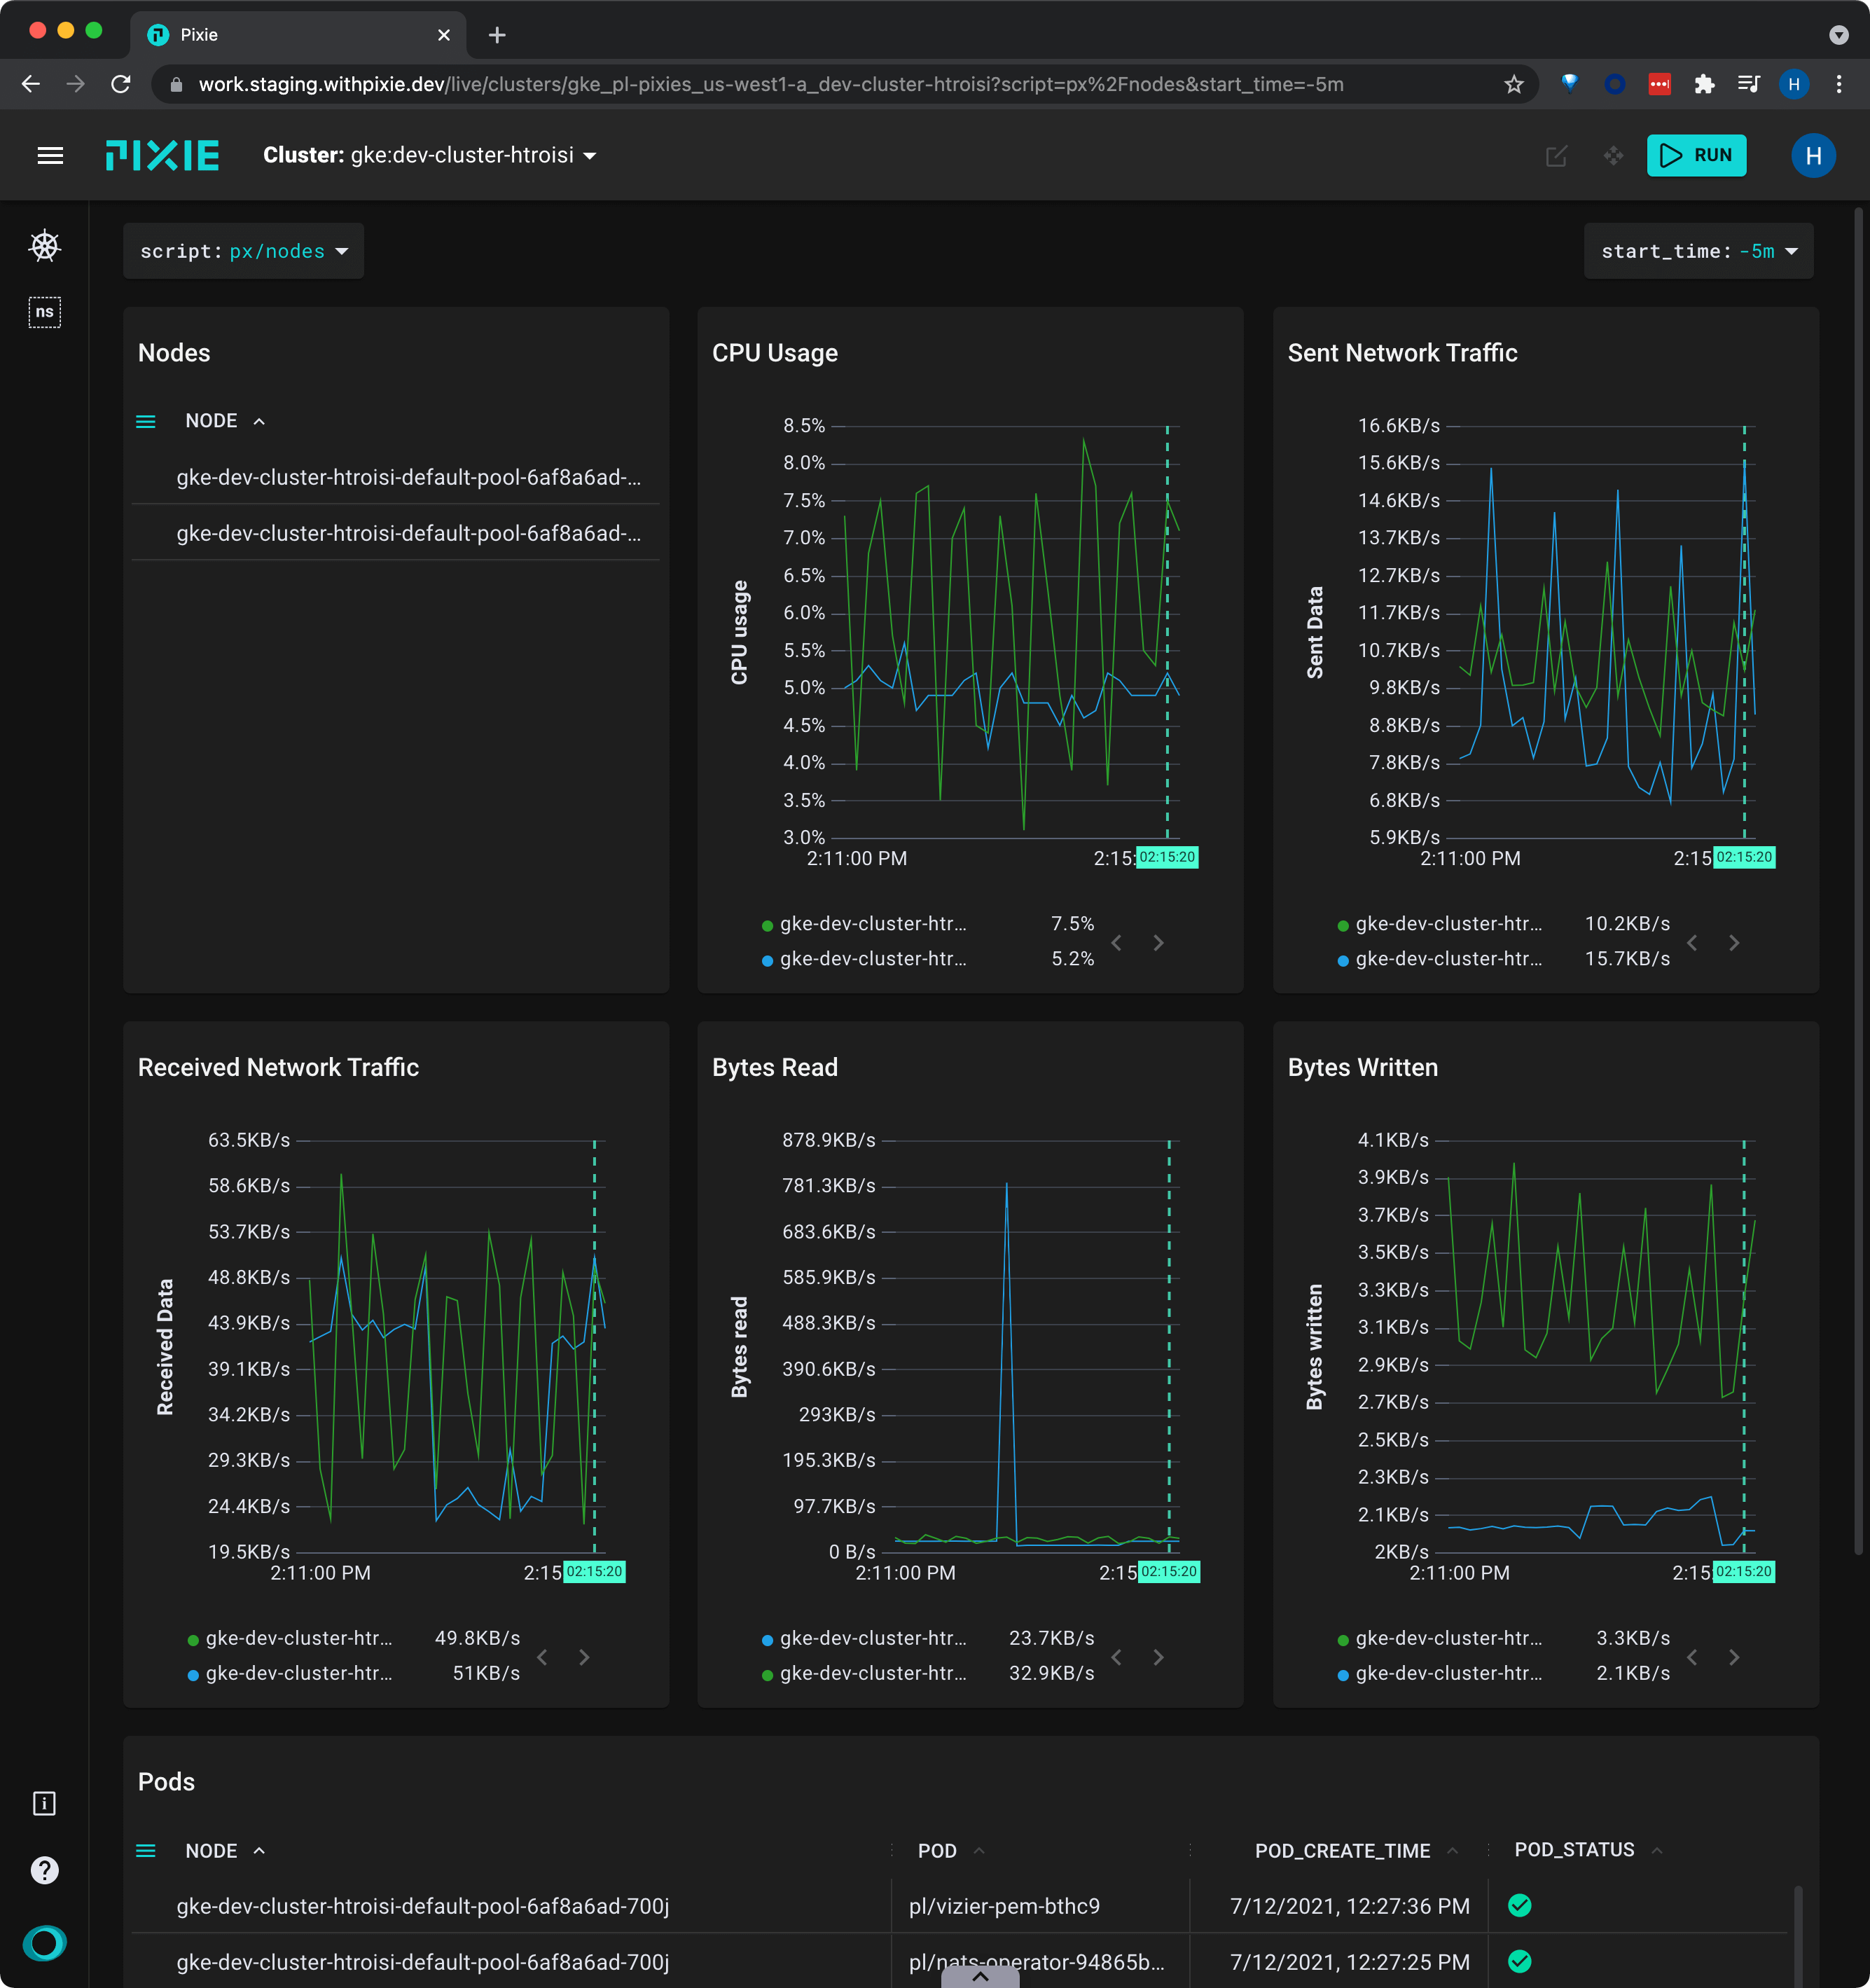 Pixie
work.staging.withpixie.dev/live/clusters/gke_pl-pixies_us-west1-a_dev-cluster-htroisi?script=px%2Fnodes&start_time=-5m
H
PIXIE
Cluster: gke:dev-cluster-htroisi
RUN
H
script: px/nodes
start_time: -5m
ns
Nodes
NODE
gke-dev-cluster-htroisi-default-pool-6af8a6ad-...
gke-dev-cluster-htroisi-default-pool-6af8a6ad-...
CPU Usage
CPU usage
8.5%
8.0%
7.5%
7.0%
6.5%
6.0%
5.5%
5.0%
4.5%
4.0%
3.5%
3.0%
2:11:00 PM
2:15:
02:15:20
gke-dev-cluster-htr... 7.5%
gke-dev-cluster-htr... 5.2%
Sent Network Traffic
Sent Data
16.6KB/s
15.6KB/s
14.6KB/s
13.7KB/s
12.7KB/s
11.7KB/s
10.7KB/s
9.8KB/s
8.8KB/s
7.8KB/s
6.8KB/s
5.9KB/s
2:11:00 PM
2:15
02:15:20
gke-dev-cluster-htr... 10.2KB/s
gke-dev-cluster-htr... 15.7KB/s
Received Network Traffic
Received Data
63.5KB/s
58.6KB/s
53.7KB/s
48.8KB/s
43.9KB/s
39.1KB/s
34.2KB/s
29.3KB/s
24.4KB/s
19.5KB/s
2:11:00 PM
2:15
02:15:20
gke-dev-cluster-htr... 49.8KB/s
gke-dev-cluster-htr... 51KB/s
Bytes Read
Bytes read
878.9KB/s
781.3KB/s
683.6KB/s
585.9KB/s
488.3KB/s
390.6KB/s
293KB/s
195.3KB/s
97.7KB/s
0 B/s
2:11:00 PM
2:15
02:15:20
gke-dev-cluster-htr... 23.7KB/s
gke-dev-cluster-htr... 32.9KB/s
Bytes Written
Bytes written
4.1KB/s
3.9KB/s
3.7KB/s
3.5KB/s
3.3KB/s
3.1KB/s
2.9KB/s
2.7KB/s
2.5KB/s
2.3KB/s
2.1KB/s
2KB/s
2:11:00 PM
2:15:
02:15:20
gke-dev-cluster-htr... 3.3KB/s
gke-dev-cluster-htr... 2.1KB/s
Pods
NODE POD POD_CREATE_TIME POD_STATUS
gke-dev-cluster-htroisi-default-pool-6af8a6ad-700j pl/vizier-pem-bthc9 7/12/2021, 12:27:36 PM
gke-dev-cluster-htroisi-default-pool-6af8a6ad-700j pl/nats-operator-94865b... 7/12/2021, 12:27:25 PM